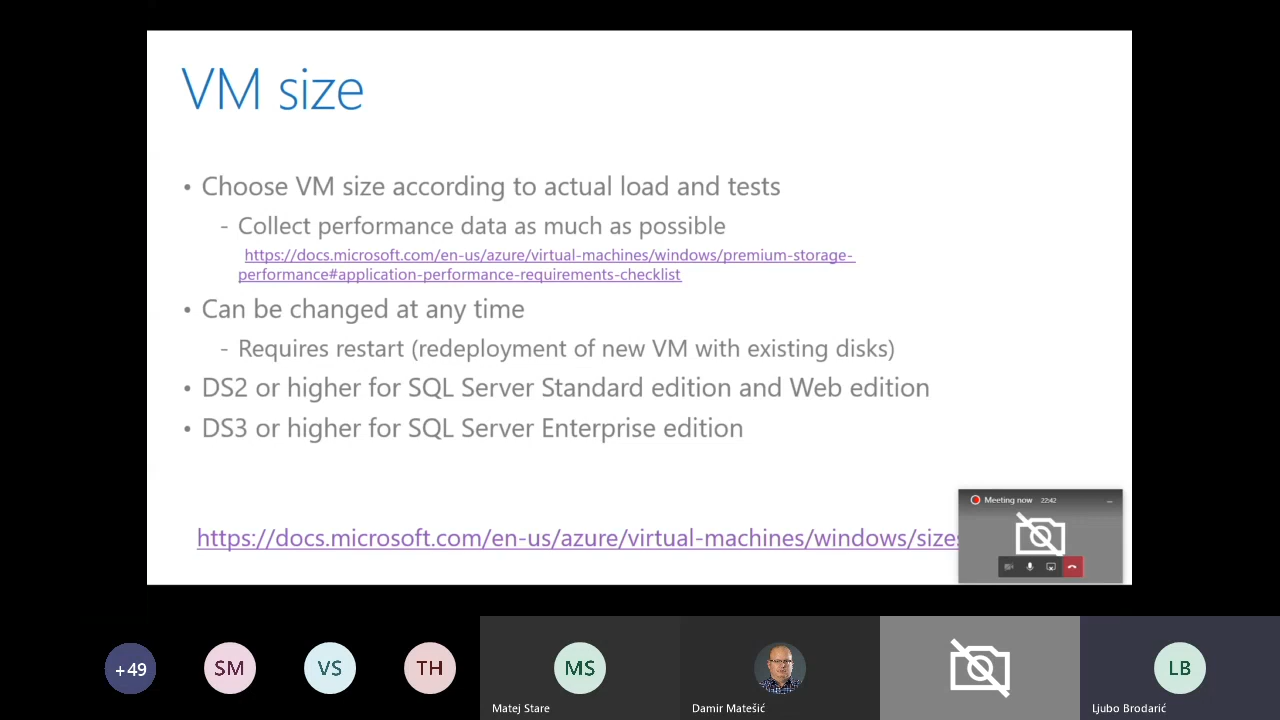 VM size
• Choose VM size according to actual load and tests
- Collect performance data as much as possible
https://docs.microsoft.com/en-us/azure/virtual-machines/windows/premium-storage-
performance#application-performance-requirements-checklist
• Can be changed at any time
- Requires restart (redeployment of new VM with existing disks)
• DS2 or higher for SQL Server Standard edition and Web edition
• DS3 or higher for SQL Server Enterprise edition
Meeting now 22:42
https://docs.microsoft.com/en-us/azure/virtual-machines/windows/sizes
+49
SM
VS
TH
MS
LB
Matej Stare
Damir Matešić
Ljubo Brodarić